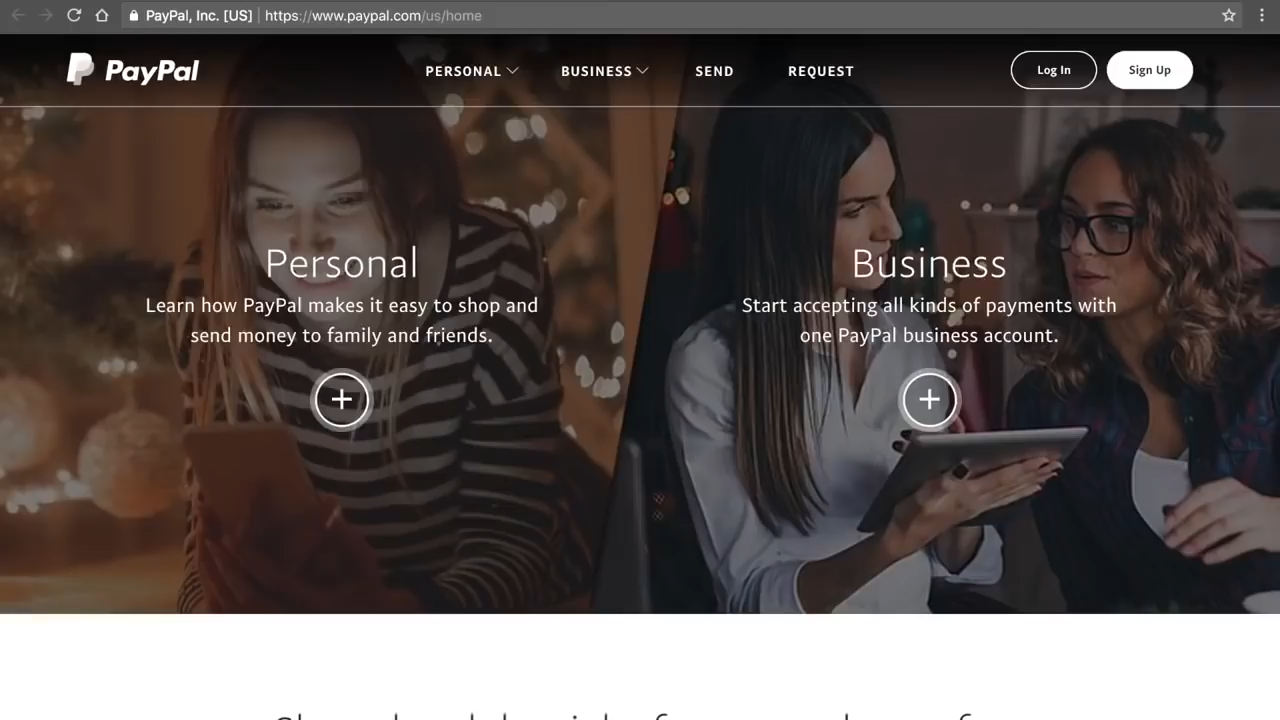 PayPal, Inc. [US] | https://www.paypal.com/us/home
PayPal
PERSONAL
BUSINESS
SEND
REQUEST
Log In
Sign Up
Personal
Learn how PayPal makes it easy to shop and
send money to family and friends.
Business
Start accepting all kinds of payments with
one PayPal business account.